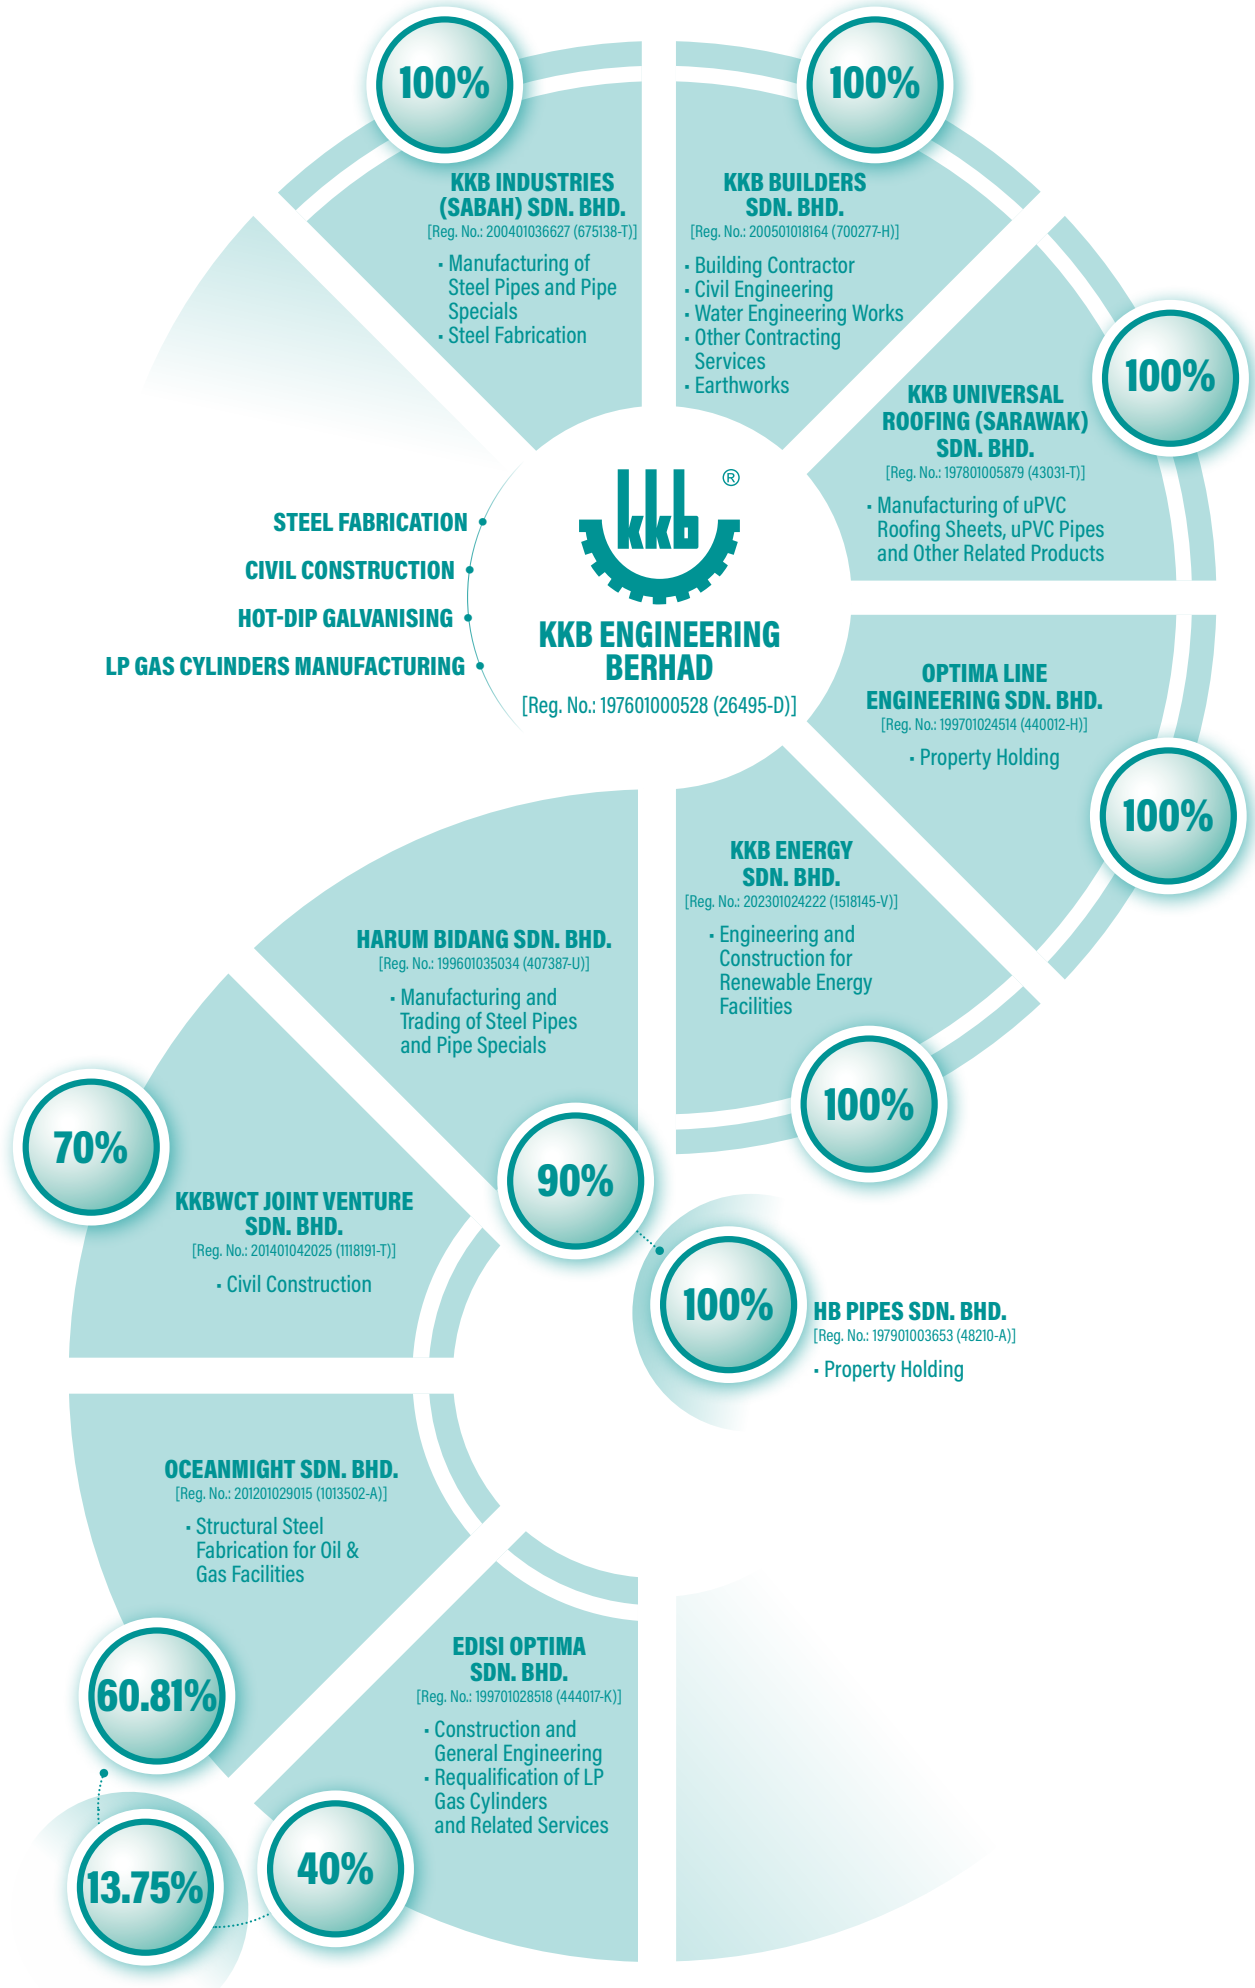 100%
KKB INDUSTRIES
(SABAH) SDN. BHD.
[Reg. No.: 200401036627 (675138-T)]
▪ Manufacturing of
Steel Pipes and Pipe
Specials
▪ Steel Fabrication
100%
KKB BUILDERS
SDN. BHD.
[Reg. No.: 200501018164 (700277-H)]
▪ Building Contractor
▪ Civil Engineering
▪ Water Engineering Works
▪ Other Contracting
Services
▪ Earthworks
100%
KKB UNIVERSAL
ROOFING (SARAWAK)
SDN. BHD.
[Reg. No.: 197801005879 (43031-T)]
▪ Manufacturing of uPVC
Roofing Sheets, uPVC Pipes
and Other Related Products
STEEL FABRICATION
CIVIL CONSTRUCTION
HOT-DIP GALVANISING
LP GAS CYLINDERS MANUFACTURING
kkb ®
KKB ENGINEERING
BERHAD
[Reg. No.: 197601000528 (26495-D)]
OPTIMA LINE
ENGINEERING SDN. BHD.
[Reg. No.: 199701024514 (440012-H)]
▪ Property Holding
100%
KKB ENERGY
SDN. BHD.
[Reg. No.: 202301024222 (1518145-V)]
▪ Engineering and
Construction for
Renewable Energy
Facilities
100%
HARUM BIDANG SDN. BHD.
[Reg. No.: 199601035034 (407387-U)]
▪ Manufacturing and
Trading of Steel Pipes
and Pipe Specials
90%
100%
HB PIPES SDN. BHD.
[Reg. No.: 197901003653 (48210-A)]
▪ Property Holding
70%
KKBWCT JOINT VENTURE
SDN. BHD.
[Reg. No.: 201401042025 (1118191-T)]
▪ Civil Construction
OCEANMIGHT SDN. BHD.
[Reg. No.: 201201029015 (1013502-A)]
▪ Structural Steel
Fabrication for Oil &
Gas Facilities
60.81%
EDISI OPTIMA
SDN. BHD.
[Reg. No.: 199701028518 (444017-K)]
▪ Construction and
General Engineering
▪ Requalification of LP
Gas Cylinders
and Related Services
40%
13.75%